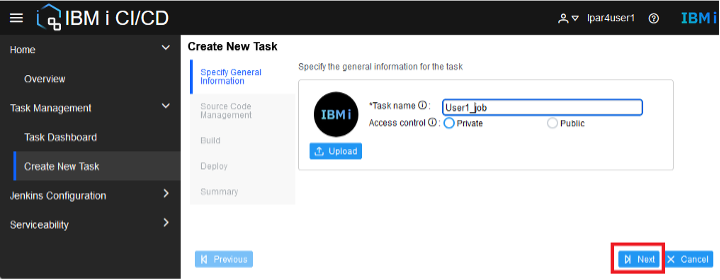 IBM i CI/CD
lpar4user1
IBM i
Home
Overview
Task Management
Task Dashboard
Create New Task
Jenkins Configuration
Serviceability
Create New Task
Specify General
Information
Source Code
Management
Build
Deploy
Summary
Specify the general information for the task
IBM i
Upload
*Task name :
User1_job
Access control :
Private
Public
Previous
Next
Cancel